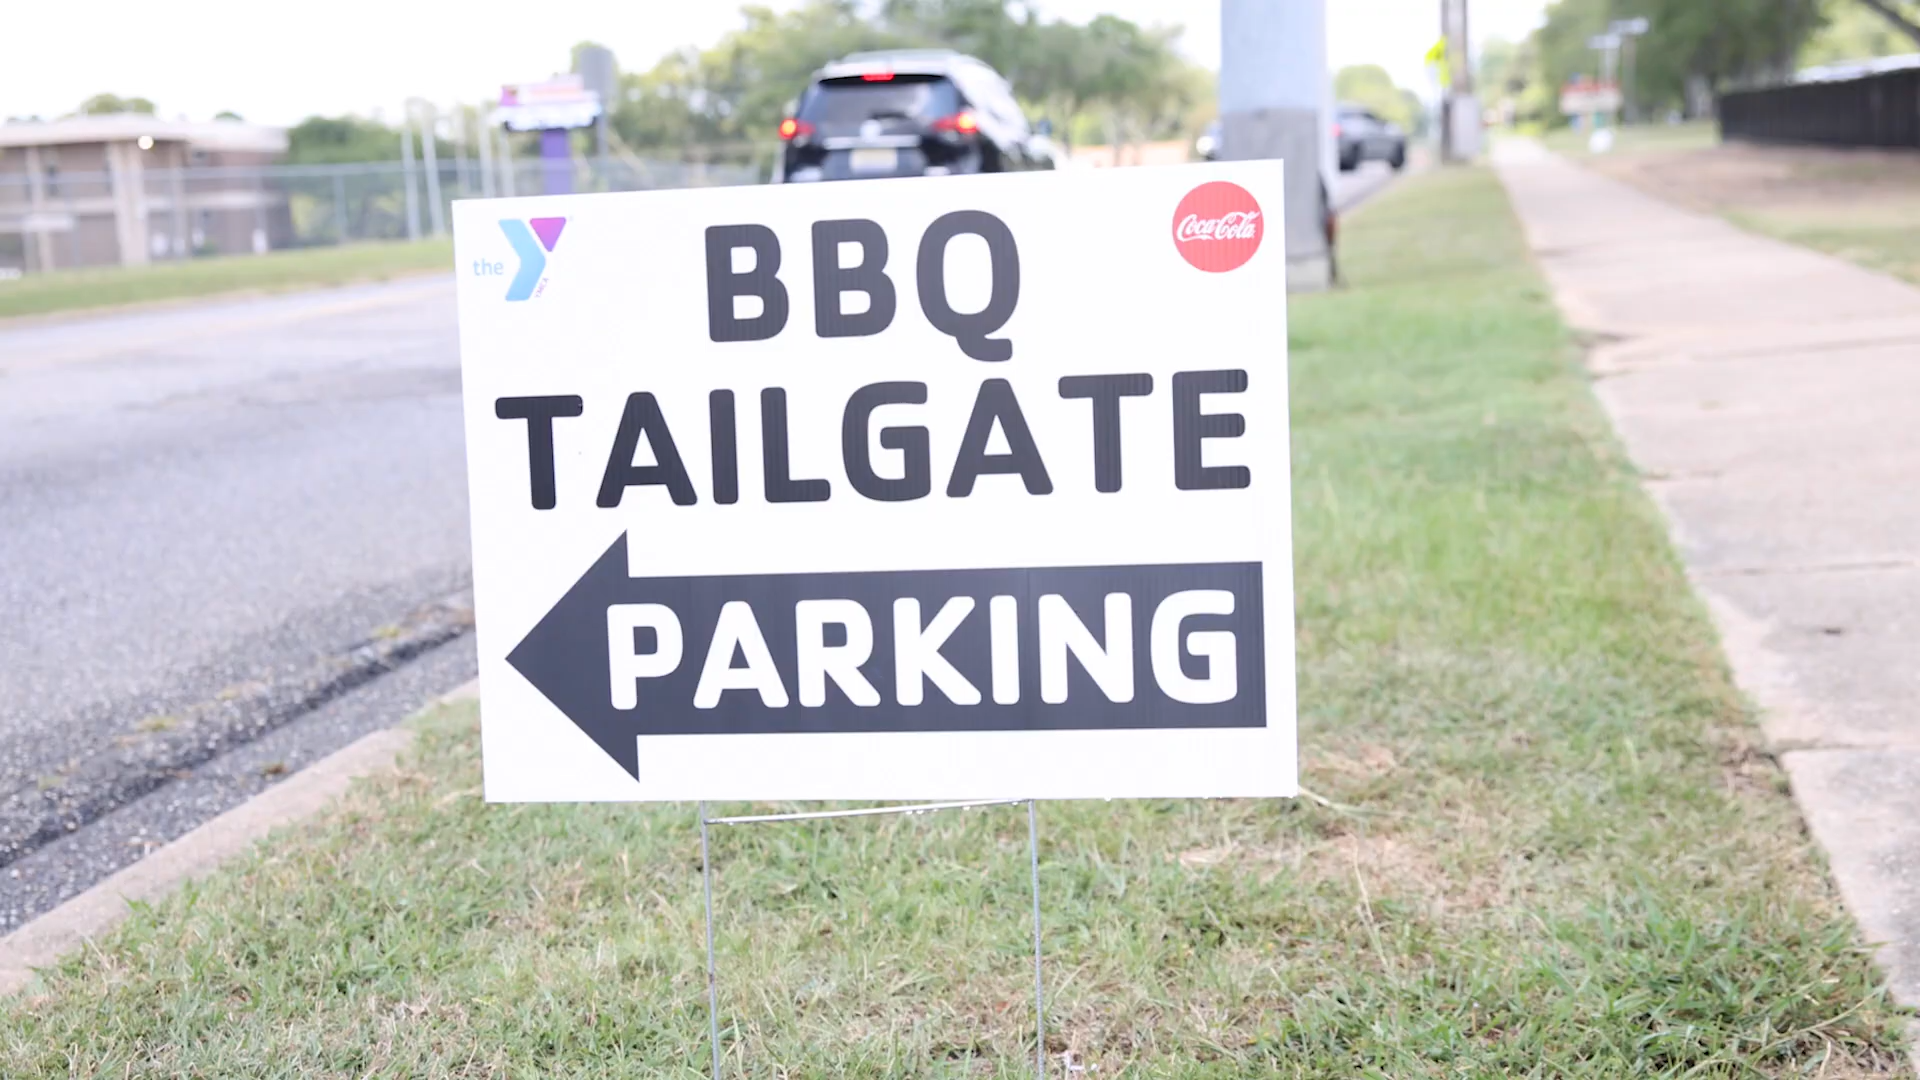 the
YMCA
Coca-Cola
BBQ
TAILGATE
PARKING